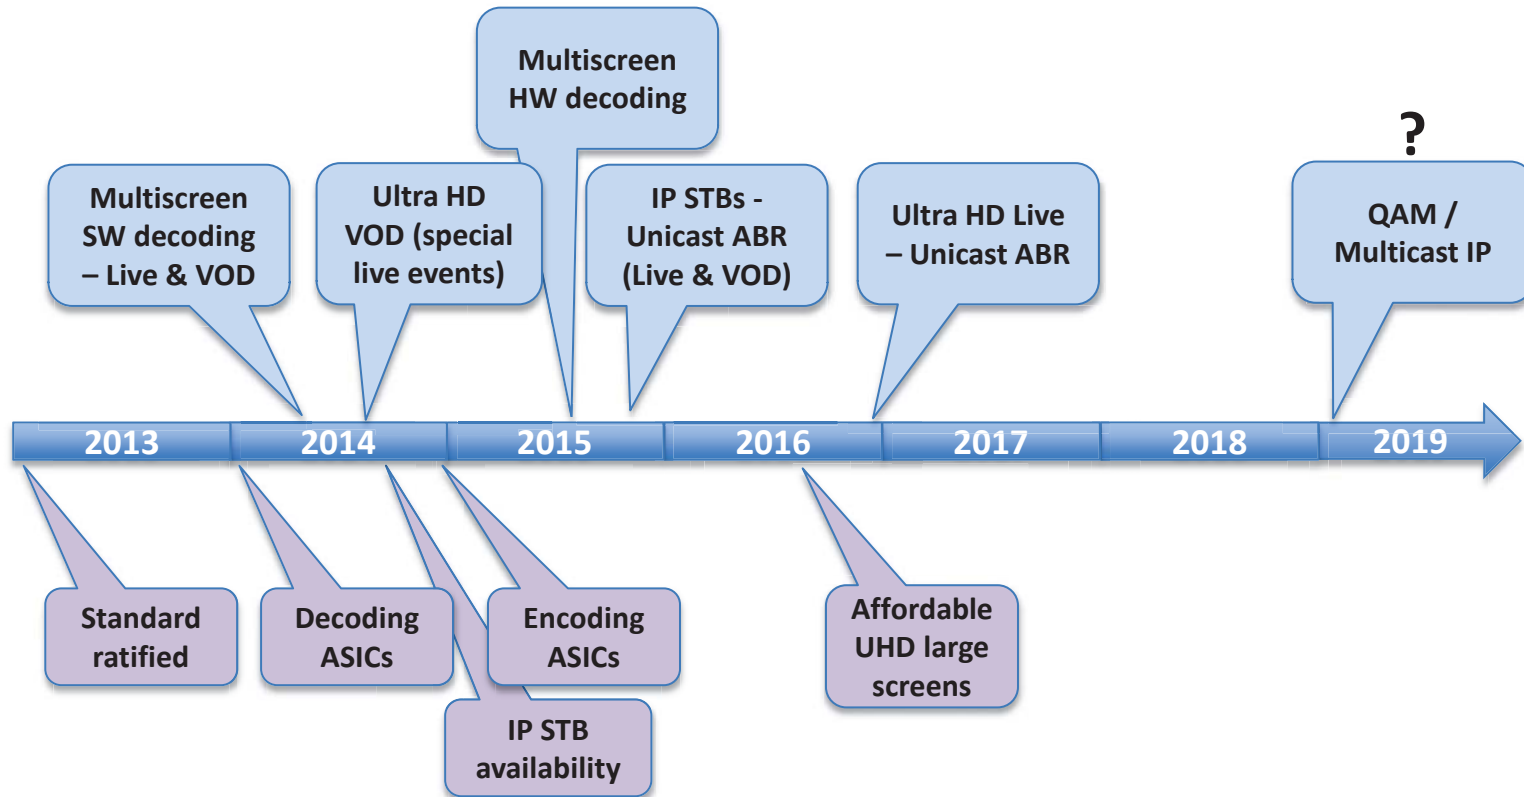 Multiscreen
HW decoding
?
Multiscreen
SW decoding
– Live & VOD
Ultra HD
VOD (special
live events)
IP STBs -
Unicast ABR
(Live & VOD)
Ultra HD Live
– Unicast ABR
QAM /
Multicast IP
2013
2014
2015
2016
2017
2018
2019
Standard
ratified
Decoding
ASICs
Encoding
ASICs
Affordable
UHD large
screens
IP STB
availability